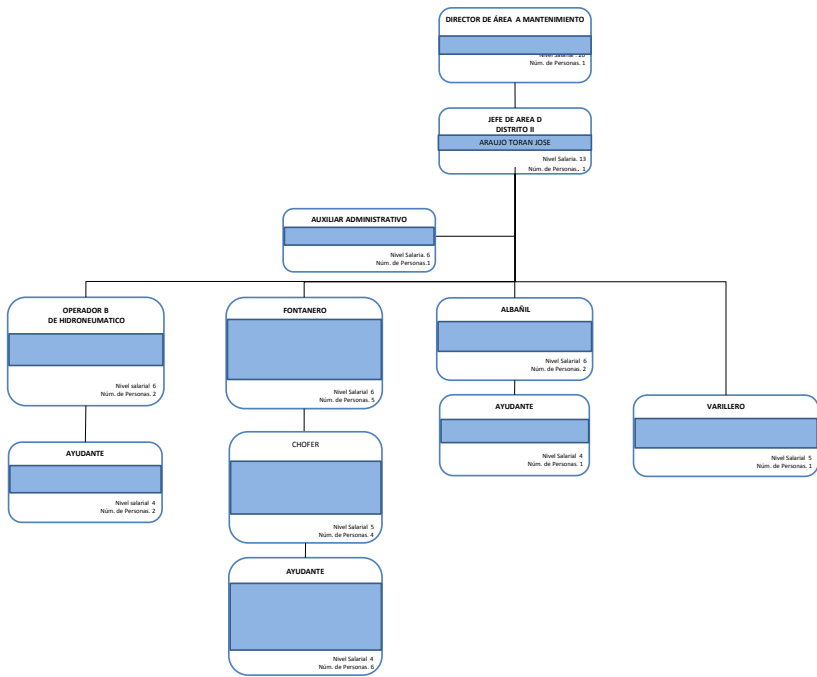 DIRECTOR DE ÁREA A MANTENIMIENTO
Núm. de Personas. 1
JEFE DE AREA D
DISTRITO II
ARAUJO TORAN JOSE
Nivel Salaria. 13
Núm. de Personas.. 1
AUXILIAR ADMINISTRATIVO
Nivel Salaria. 6
Núm. de Personas.1
OPERADOR B
DE HIDRONEUMATICO
Nivel salarial 6
Núm. de Personas. 2
FONTANERO
Nivel Salarial 6
Núm. de Personas. 5
ALBAÑIL
Nivel Salarial 6
Núm. de Personas. 2
AYUDANTE
Nivel Salarial 4
Núm. de Personas. 1
VARILLERO
Nivel Salarial 5
Núm. de Personas. 1
AYUDANTE
Nivel salarial 4
Núm. de Personas. 2
CHOFER
Nivel Salarial 5
Núm. de Personas. 4
AYUDANTE
Nivel Salarial 4
Núm. de Personas. 6